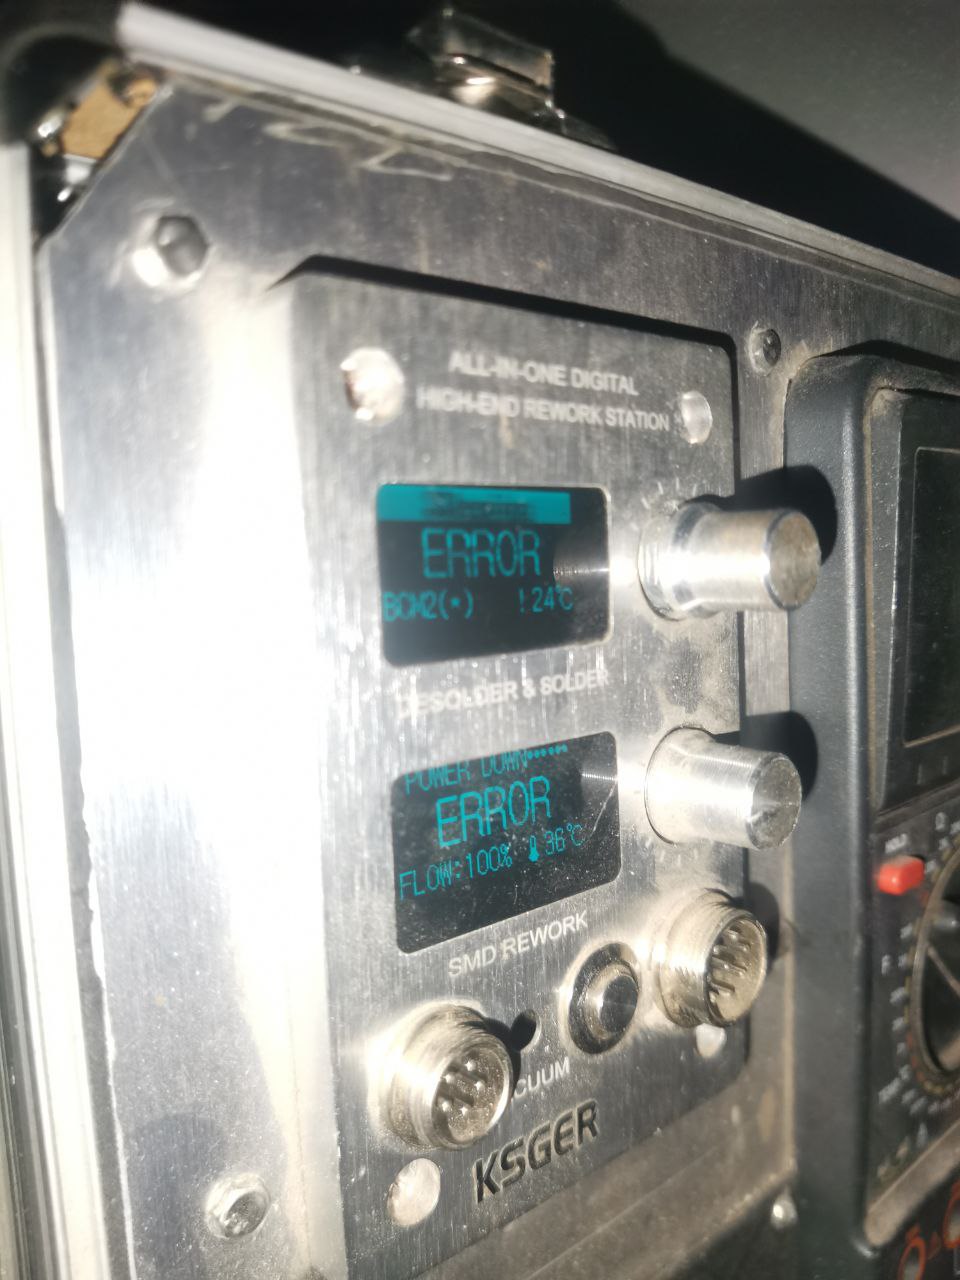 ALL-IN-ONE DIGITAL
HIGH-END REWORK STATION
ERROR
BCM2(*) !24℃
DESOLDER & SOLDER
POWER DOWN
ERROR
FLOW:100% 36℃
SMD REWORK
CUUM
KSGER
HOLD
Ω
F